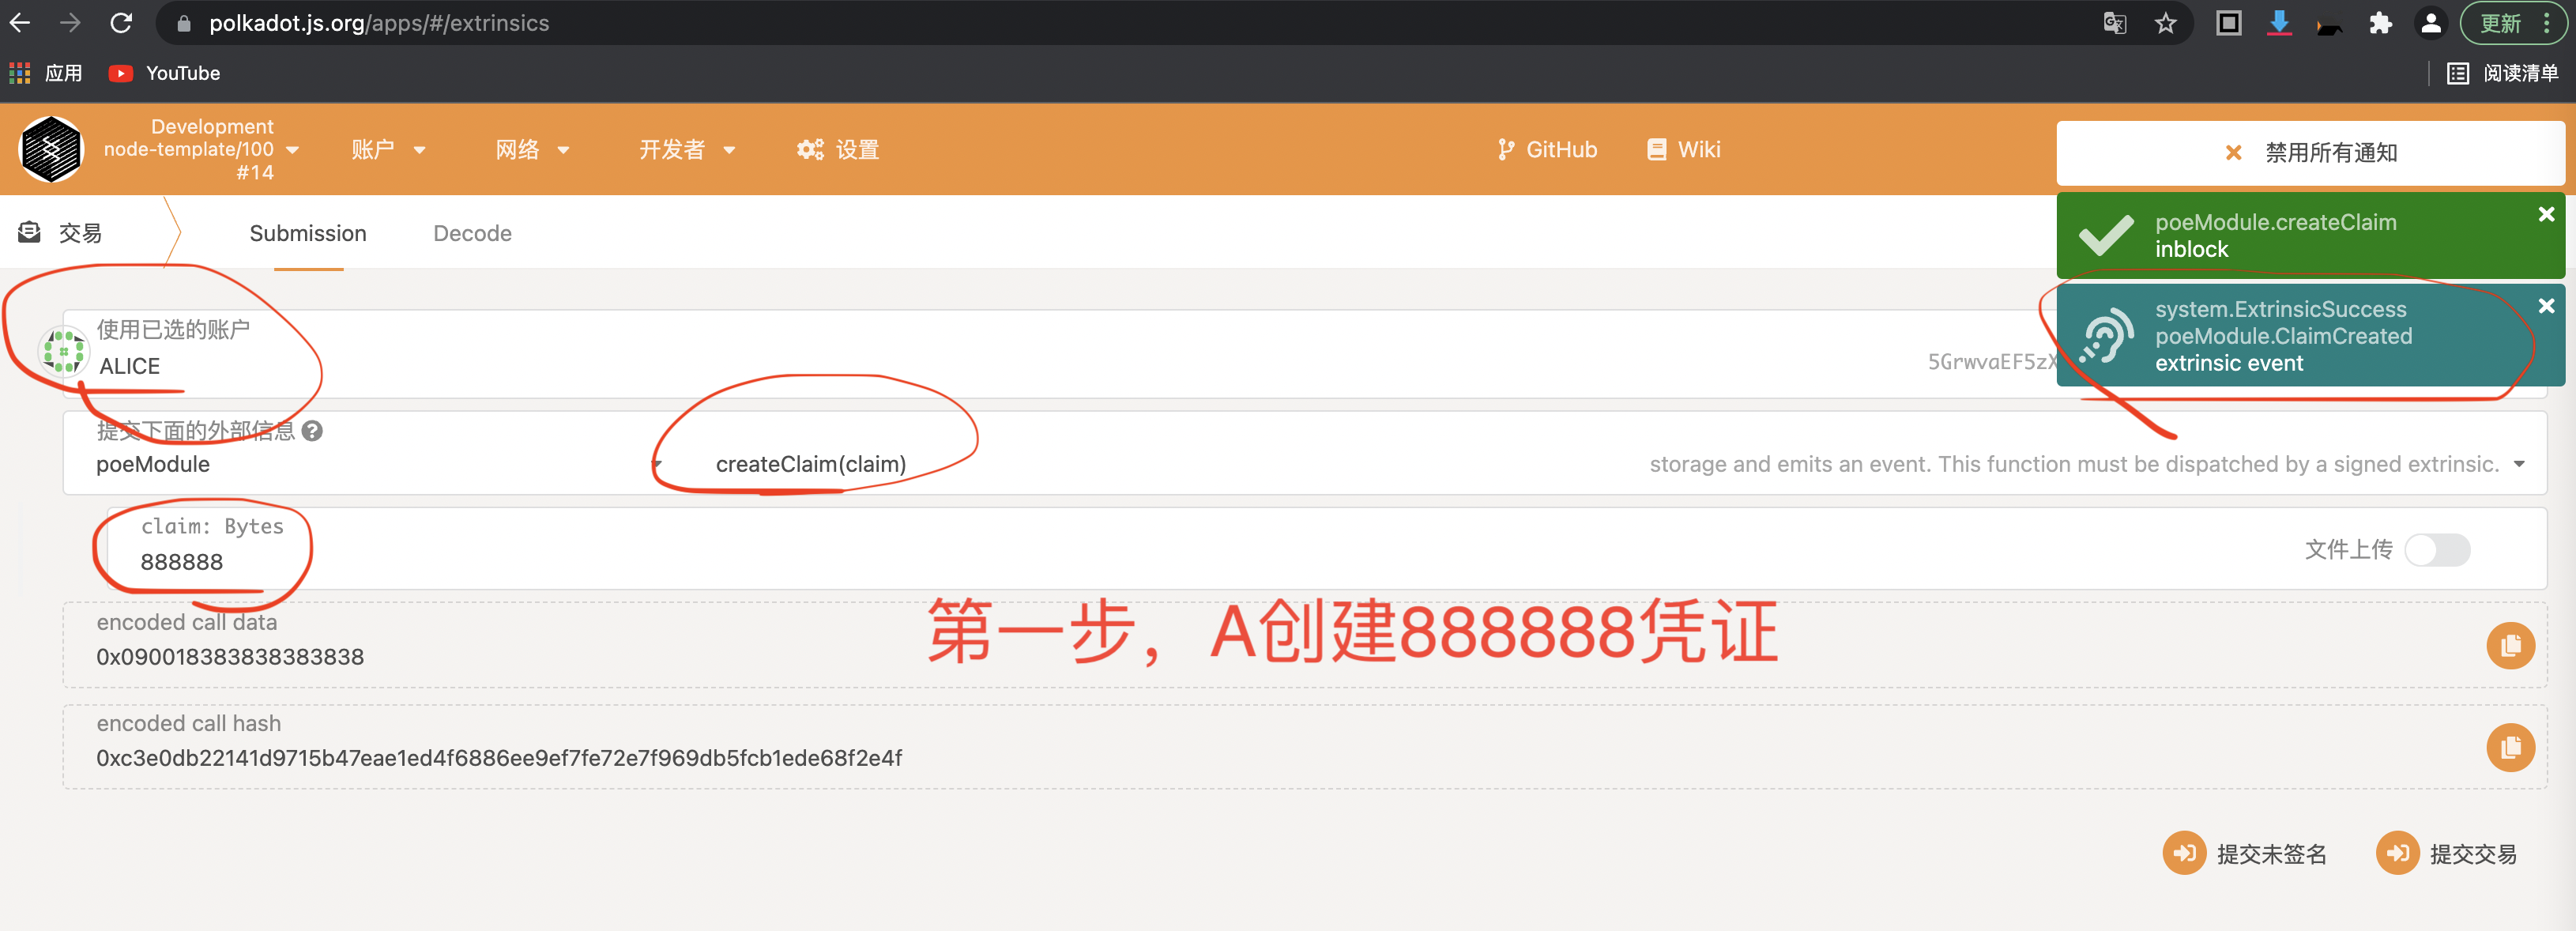 polkadot.js.org/apps/#/extrinsics
更新
应用
YouTube
阅读清单
Development
node-template/100
#14
账户
网络
开发者
设置
GitHub
Wiki
禁用所有通知
交易
Submission
Decode
poeModule.createClaim
inblock
system.ExtrinsicSuccess
poeModule.ClaimCreated
extrinsic event
使用已选的账户
ALICE
5GrwvaEF5zX
提交下面的外部信息
poeModule
createClaim(claim)
storage and emits an event. This function must be dispatched by a signed extrinsic.
claim: Bytes
888888
文件上传
第一步，A创建888888凭证
encoded call data
0x090018383838383838
encoded call hash
0xc3e0db22141d9715b47eae1ed4f6886ee9ef7fe72e7f969db5fcb1ede68f2e4f
提交未签名
提交交易